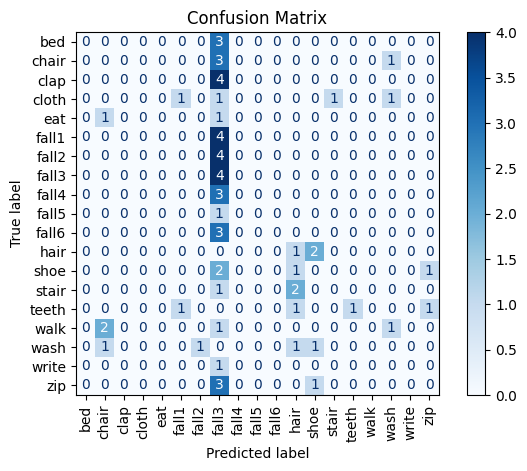 Confusion Matrix
bed 0 0 0 0 0 0 0 3 0 0 0 0 0 0 0 0 0 0 0
chair 0 0 0 0 0 0 0 3 0 0 0 0 0 0 0 0 1 0 0
clap 0 0 0 0 0 0 0 4 0 0 0 0 0 0 0 0 0 0 0
cloth 0 0 0 0 0 1 0 1 0 0 0 0 0 1 0 0 1 0 0
eat 0 1 0 0 0 0 0 1 0 0 0 0 0 0 0 0 0 0 0
fall1 0 0 0 0 0 0 0 4 0 0 0 0 0 0 0 0 0 0 0
fall2 0 0 0 0 0 0 0 4 0 0 0 0 0 0 0 0 0 0 0
fall3 0 0 0 0 0 0 0 4 0 0 0 0 0 0 0 0 0 0 0
fall4 0 0 0 0 0 0 0 3 0 0 0 0 0 0 0 0 0 0 0
fall5 0 0 0 0 0 0 0 1 0 0 0 0 0 0 0 0 0 0 0
fall6 0 0 0 0 0 0 0 3 0 0 0 0 0 0 0 0 0 0 0
hair 0 0 0 0 0 0 0 0 0 0 0 1 2 0 0 0 0 0 0
shoe 0 0 0 0 0 0 0 2 0 0 0 1 0 0 0 0 0 0 1
stair 0 0 0 0 0 0 0 1 0 0 0 2 0 0 0 0 0 0 0
teeth 0 0 0 0 0 1 0 0 0 0 0 1 0 0 1 0 0 0 1
walk 0 2 0 0 0 0 0 1 0 0 0 0 0 0 0 0 1 0 0
wash 0 1 0 0 0 0 1 0 0 0 0 1 1 0 0 0 0 0 0
write 0 0 0 0 0 0 0 1 0 0 0 0 0 0 0 0 0 0 0
zip 0 0 0 0 0 0 0 3 0 0 0 0 1 0 0 0 0 0 0
True label
bed chair clap cloth eat fall1 fall2 fall3 fall4 fall5 fall6 hair shoe stair teeth walk wash write zip
Predicted label
4.0
3.5
3.0
2.5
2.0
1.5
1.0
0.5
0.0